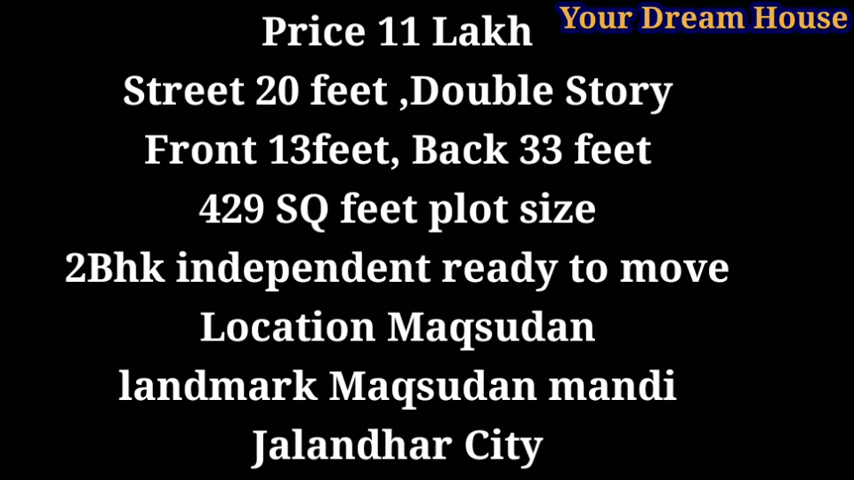 Your Dream House
Price 11 Lakh
Street 20 feet ,Double Story
Front 13feet, Back 33 feet
429 SQ feet plot size
2Bhk independent ready to move
Location Maqsudan
landmark Maqsudan mandi
Jalandhar City